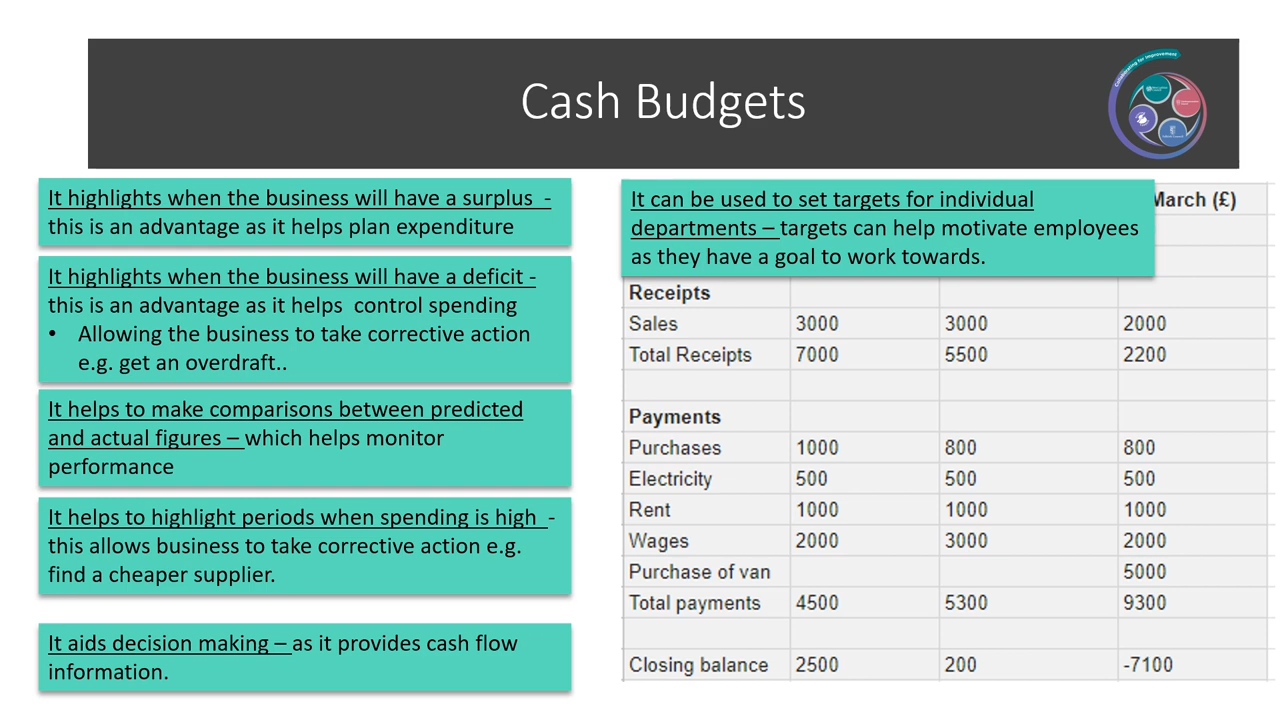 Cash Budgets
Collaborating for Improvement
It highlights when the business will have a surplus -
this is an advantage as it helps plan expenditure
It highlights when the business will have a deficit -
this is an advantage as it helps control spending
• Allowing the business to take corrective action
e.g. get an overdraft..
It helps to make comparisons between predicted
and actual figures – which helps monitor
performance
It helps to highlight periods when spending is high -
this allows business to take corrective action e.g.
find a cheaper supplier.
It aids decision making – as it provides cash flow
information.
It can be used to set targets for individual
departments – targets can help motivate employees
as they have a goal to work towards.
March (£)
Receipts
Sales 3000 3000 2000
Total Receipts 7000 5500 2200
Payments
Purchases 1000 800 800
Electricity 500 500 500
Rent 1000 1000 1000
Wages 2000 3000 2000
Purchase of van 5000
Total payments 4500 5300 9300
Closing balance 2500 200 -7100